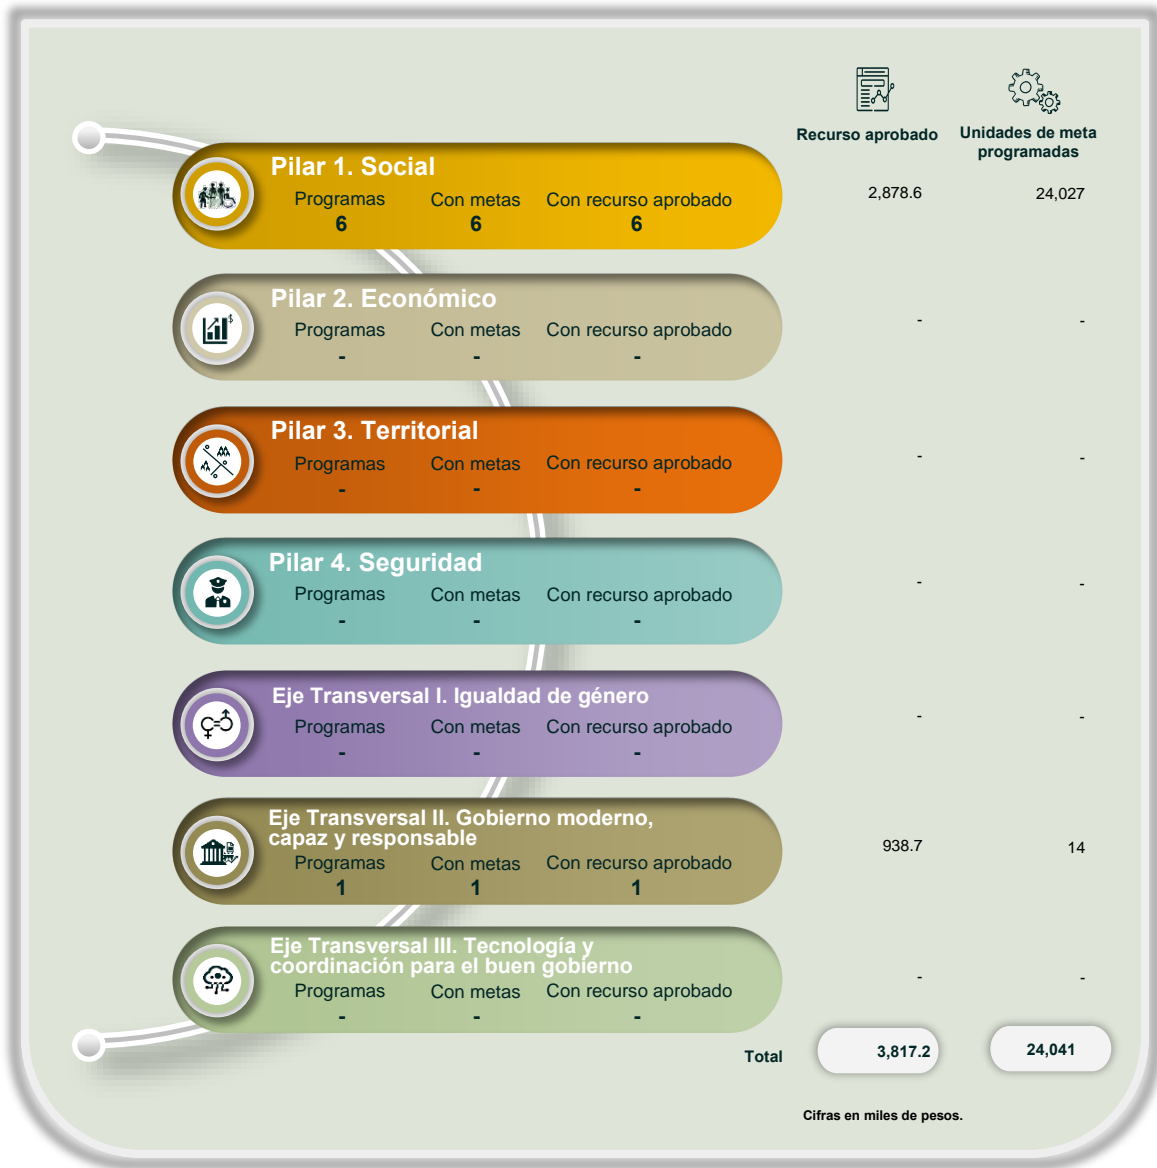 Recurso aprobado
Unidades de meta
programadas
Pilar 1. Social
Programas Con metas Con recurso aprobado
6 6 6
2,878.6 24,027
Pilar 2. Económico
Programas Con metas Con recurso aprobado
- - -
- -
Pilar 3. Territorial
Programas Con metas Con recurso aprobado
- - -
- -
Pilar 4. Seguridad
Programas Con metas Con recurso aprobado
- - -
- -
Eje Transversal I. Igualdad de género
Programas Con metas Con recurso aprobado
- - -
- -
Eje Transversal II. Gobierno moderno,
capaz y responsable
Programas Con metas Con recurso aprobado
1 1 1
938.7 14
Eje Transversal III. Tecnología y
coordinación para el buen gobierno
Programas Con metas Con recurso aprobado
- - -
- -
Total 3,817.2 24,041
Cifras en miles de pesos.